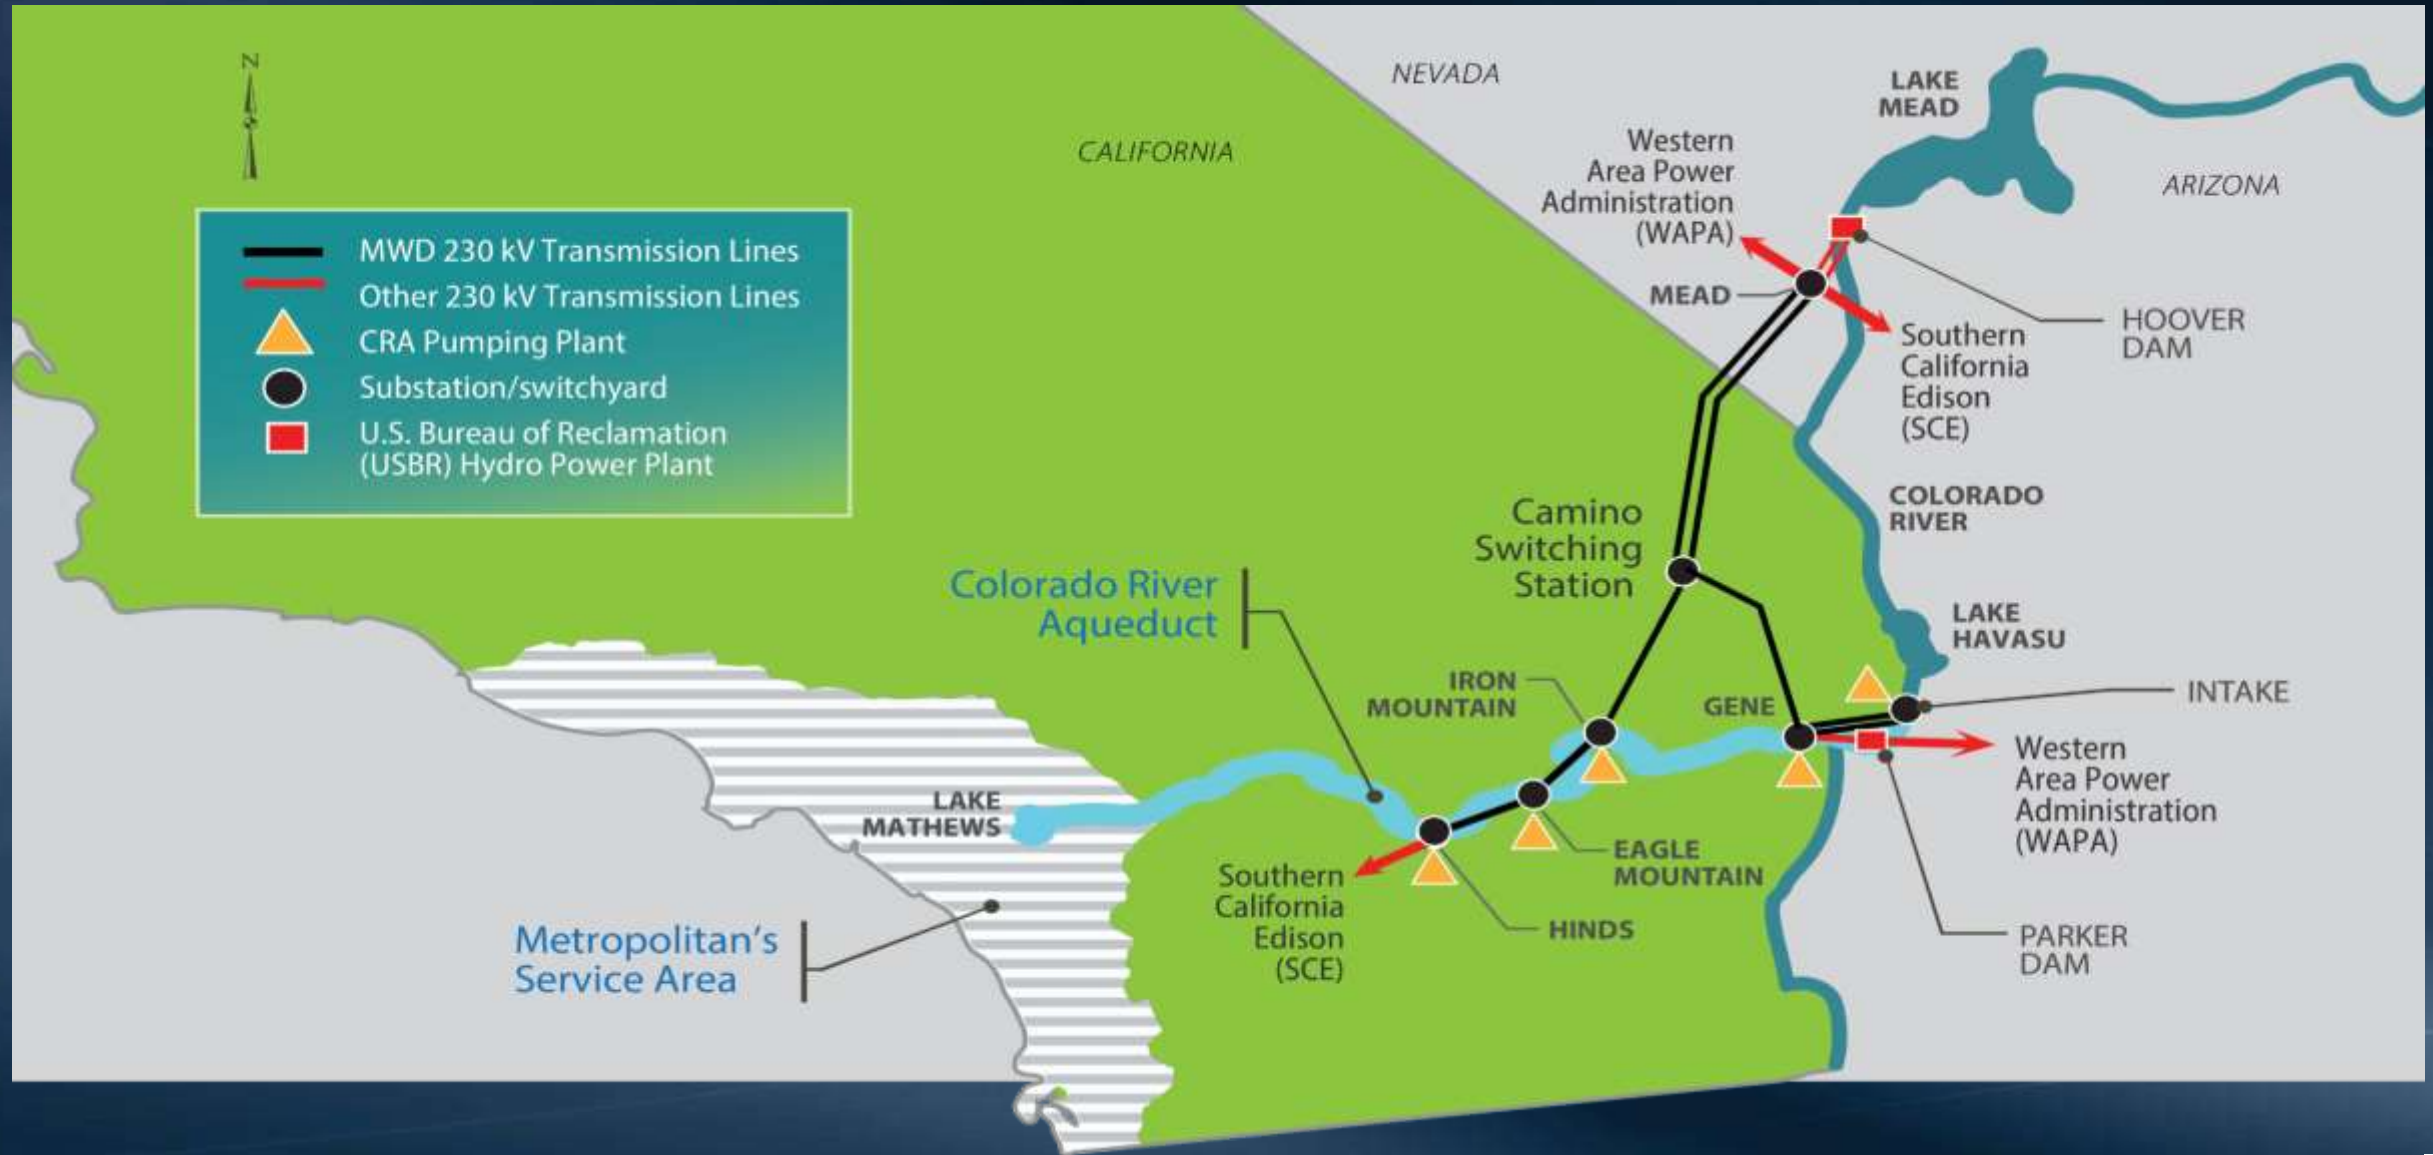 N
NEVADA
CALIFORNIA
ARIZONA
LAKE
MEAD
Western
Area Power
Administration
(WAPA)
MEAD
HOOVER
DAM
Southern
California
Edison
(SCE)
MWD 230 kV Transmission Lines
Other 230 kV Transmission Lines
CRA Pumping Plant
Substation/switchyard
U.S. Bureau of Reclamation
(USBR) Hydro Power Plant
COLORADO
RIVER
Camino
Switching
Station
Colorado River
Aqueduct
LAKE
HAVASU
IRON
MOUNTAIN
GENE
INTAKE
Western
Area Power
Administration
(WAPA)
LAKE
MATHEWS
EAGLE
MOUNTAIN
Southern
California
Edison
(SCE)
HINDS
PARKER
DAM
Metropolitan's
Service Area